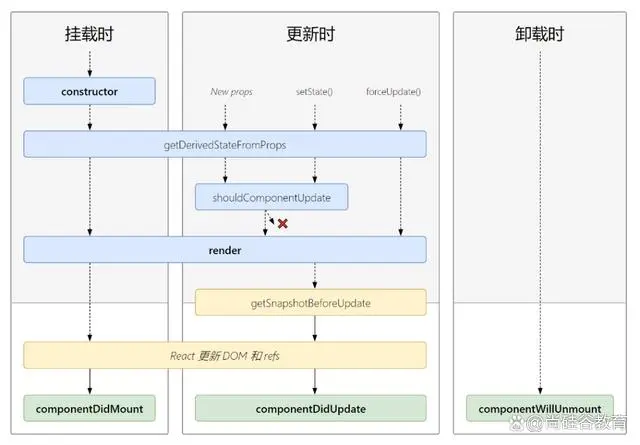 挂载时
更新时
卸载时
constructor
New props
setState()
forceUpdate()
getDerivedStateFromProps
shouldComponentUpdate
render
getSnapshotBeforeUpdate
React 更新 DOM 和 refs
componentDidMount
componentDidUpdate
componentWillUnmount
尚硅谷教育